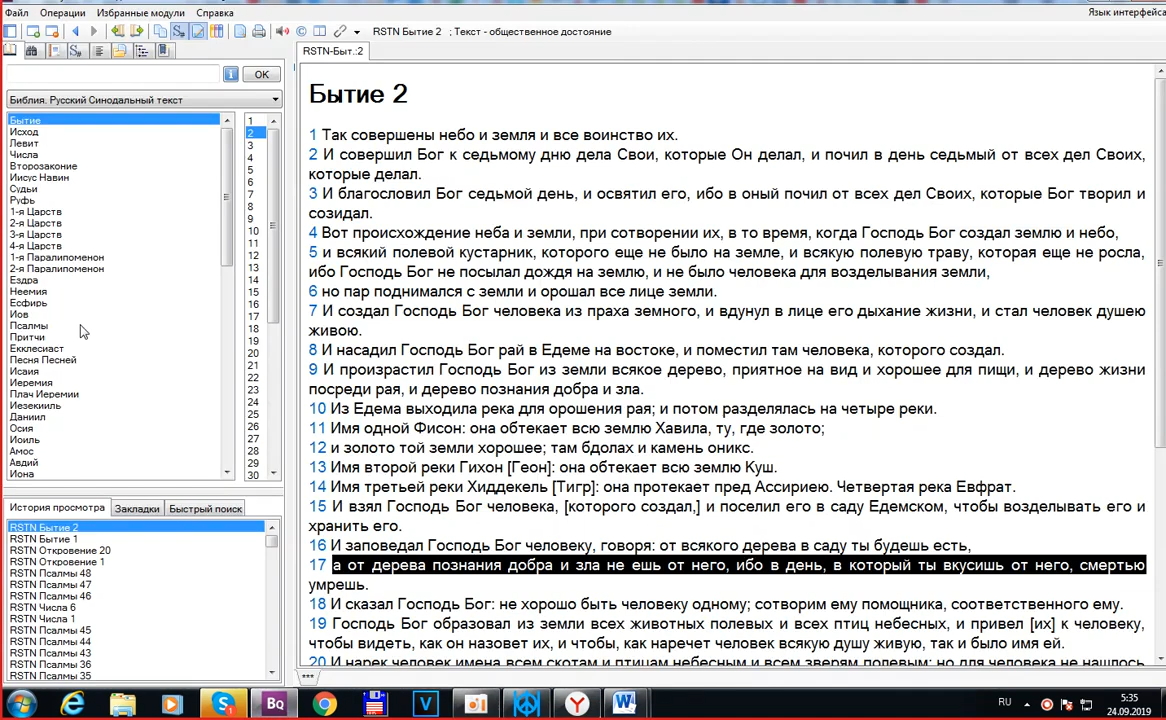 Файл Операции Избранные модули Справка
Язык интерфейса
RSTN Бытие 2 ; Текст - общественное достояние
RSTN-Быт.:2
OK
Библия. Русский Синодальный текст
Бытие
Исход
Левит
Числа
Второзаконие
Иисус Навин
Судьи
Руфь
1-я Царств
2-я Царств
3-я Царств
4-я Царств
1-я Паралипоменон
2-я Паралипоменон
Ездра
Неемия
Есфирь
Иов
Псалмы
Притчи
Екклесиаст
Песня Песней
Исаия
Иеремия
Плач Иеремии
Иезекииль
Даниил
Осия
Иоиль
Амос
Авдий
Иона
1
2
3
4
5
6
7
8
9
10
11
12
13
14
15
16
17
18
19
20
21
22
23
24
25
26
27
28
29
30
История просмотра Закладки Быстрый поиск
RSTN Бытие 2
RSTN Бытие 1
RSTN Откровение 20
RSTN Откровение 1
RSTN Псалмы 48
RSTN Псалмы 47
RSTN Псалмы 46
RSTN Числа 6
RSTN Числа 1
RSTN Псалмы 45
RSTN Псалмы 44
RSTN Псалмы 43
RSTN Псалмы 36
RSTN Псалмы 35
Бытие 2
1 Так совершены небо и земля и все воинство их.
2 И совершил Бог к седьмому дню дела Свои, которые Он делал, и почил в день седьмый от всех дел Своих,
которые делал.
3 И благословил Бог седьмой день, и освятил его, ибо в оный почил от всех дел Своих, которые Бог творил и
созидал.
4 Вот происхождение неба и земли, при сотворении их, в то время, когда Господь Бог создал землю и небо,
5 и всякий полевой кустарник, которого еще не было на земле, и всякую полевую траву, которая еще не росла,
ибо Господь Бог не посылал дождя на землю, и не было человека для возделывания земли,
6 но пар поднимался с земли и орошал все лице земли.
7 И создал Господь Бог человека из праха земного, и вдунул в лице его дыхание жизни, и стал человек душею
живою.
8 И насадил Господь Бог рай в Едеме на востоке, и поместил там человека, которого создал.
9 И произрастил Господь Бог из земли всякое дерево, приятное на вид и хорошее для пищи, и дерево жизни
посреди рая, и дерево познания добра и зла.
10 Из Едема выходила река для орошения рая; и потом разделялась на четыре реки.
11 Имя одной Фисон: она обтекает всю землю Хавила, ту, где золото;
12 и золото той земли хорошее; там бдолах и камень оникс.
13 Имя второй реки Гихон [Геон]: она обтекает всю землю Куш.
14 Имя третьей реки Хиддекель [Тигр]: она протекает пред Ассириею. Четвертая река Евфрат.
15 И взял Господь Бог человека, [которого создал,] и поселил его в саду Едемском, чтобы возделывать его и
хранить его.
16 И заповедал Господь Бог человеку, говоря: от всякого дерева в саду ты будешь есть,
17 а от дерева познания добра и зла не ешь от него, ибо в день, в который ты вкусишь от него, смертью
умрешь.
18 И сказал Господь Бог: не хорошо быть человеку одному; сотворим ему помощника, соответственного ему.
19 Господь Бог образовал из земли всех животных полевых и всех птиц небесных, и привел [их] к человеку,
чтобы видеть, как он назовет их, и чтобы, как наречет человек всякую душу живую, так и было имя ей.
20 И нарек человек имена всем скотам и птицам небесным и всем зверям полевым; но для человека не нашлось
***
Bq
RU
5:35
24.09.2019